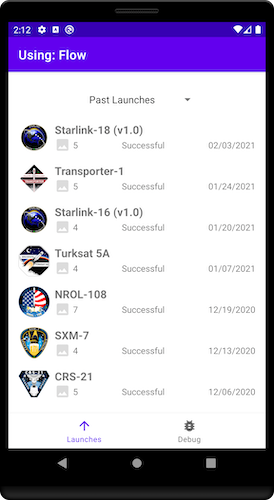 2:12
Using: Flow
Past Launches
Starlink-18 (v1.0)
5 Successful 02/03/2021
Transporter-1
5 Successful 01/24/2021
Starlink-16 (v1.0)
4 Successful 01/20/2021
Turksat 5A
4 Successful 01/07/2021
NROL-108
7 Successful 12/19/2020
SXM-7
4 Successful 12/13/2020
CRS-21
5 Successful 12/06/2020
Launches Debug